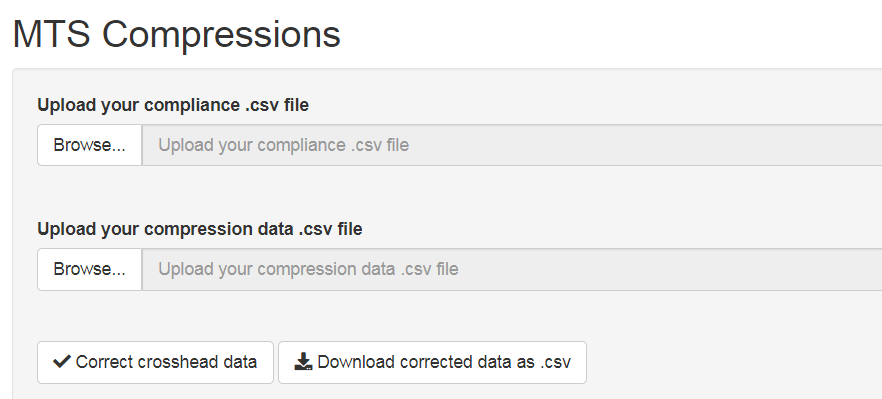 MTS Compressions
Upload your compliance .csv file
Browse... Upload your compliance .csv file
Upload your compression data .csv file
Browse... Upload your compression data .csv file
Correct crosshead data Download corrected data as .csv